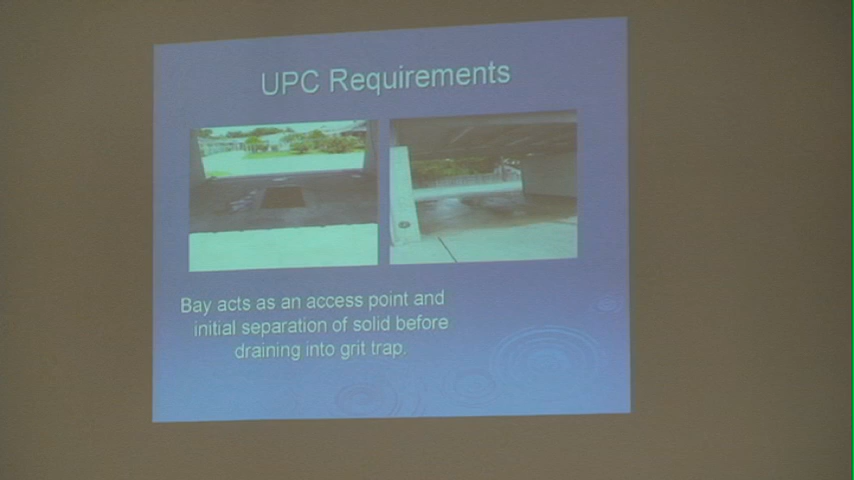 UPC Requirements
Bay acts as an access point and
initial separation of solid before
draining into grit trap.